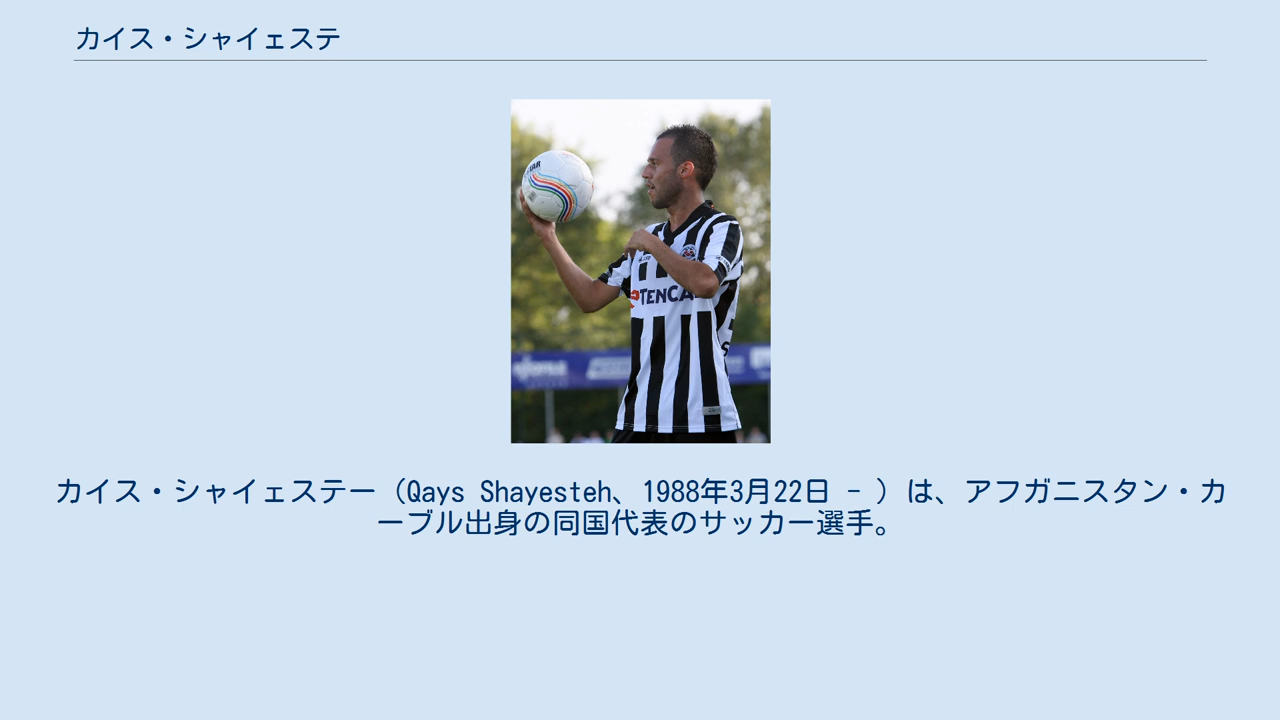 カイス・シャイェステ
TENCA
カイス・シャイェステー（Qays Shayesteh、1988年3月22日 - ）は、アフガニスタン・カ
ーブル出身の同国代表のサッカー選手。